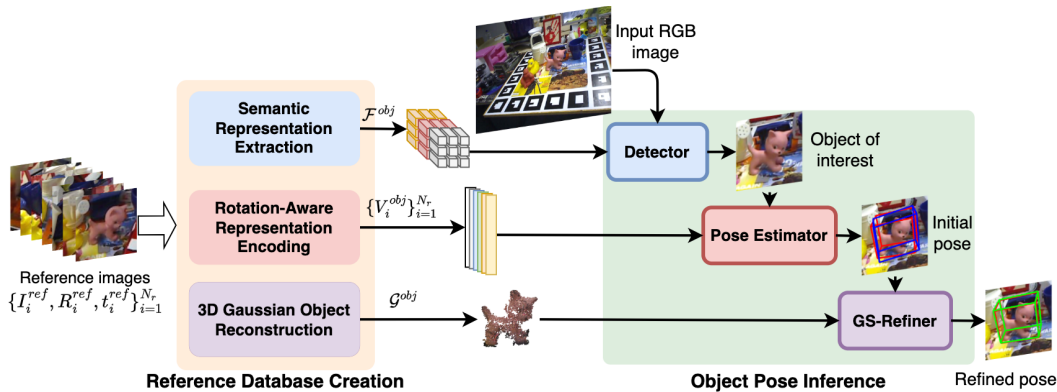 Input RGB
image
Semantic
Representation
Extraction
$\mathcal{F}^{obj}$
Detector
Object of
interest
Rotation-Aware
Representation
Encoding
$\{V_i^{obj}\}_{i=1}^{N_r}$
Pose Estimator
Initial
pose
Reference images
$\{I_i^{ref}, R_i^{ref}, t_i^{ref}\}_{i=1}^{N_r}$
3D Gaussian Object
Reconstruction
$\mathcal{G}^{obj}$
GS-Refiner
Refined pose
Reference Database Creation
Object Pose Inference